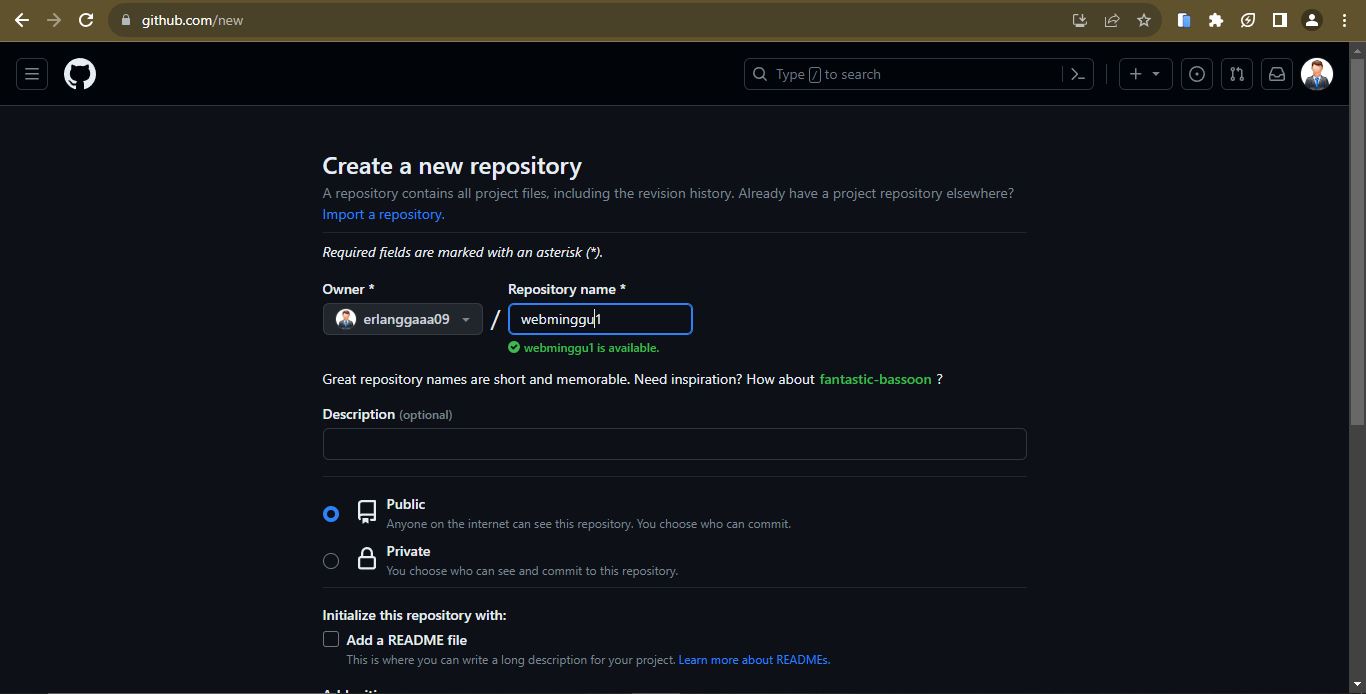 github.com/new
Type / to search
Create a new repository
A repository contains all project files, including the revision history. Already have a project repository elsewhere?
Import a repository.
Required fields are marked with an asterisk (*).
Owner * Repository name *
erlanggaaa09 / webminggu1
webminggu1 is available.
Great repository names are short and memorable. Need inspiration? How about fantastic-bassoon ?
Description (optional)
Public
Anyone on the internet can see this repository. You choose who can commit.
Private
You choose who can see and commit to this repository.
Initialize this repository with:
Add a README file
This is where you can write a long description for your project. Learn more about READMEs.